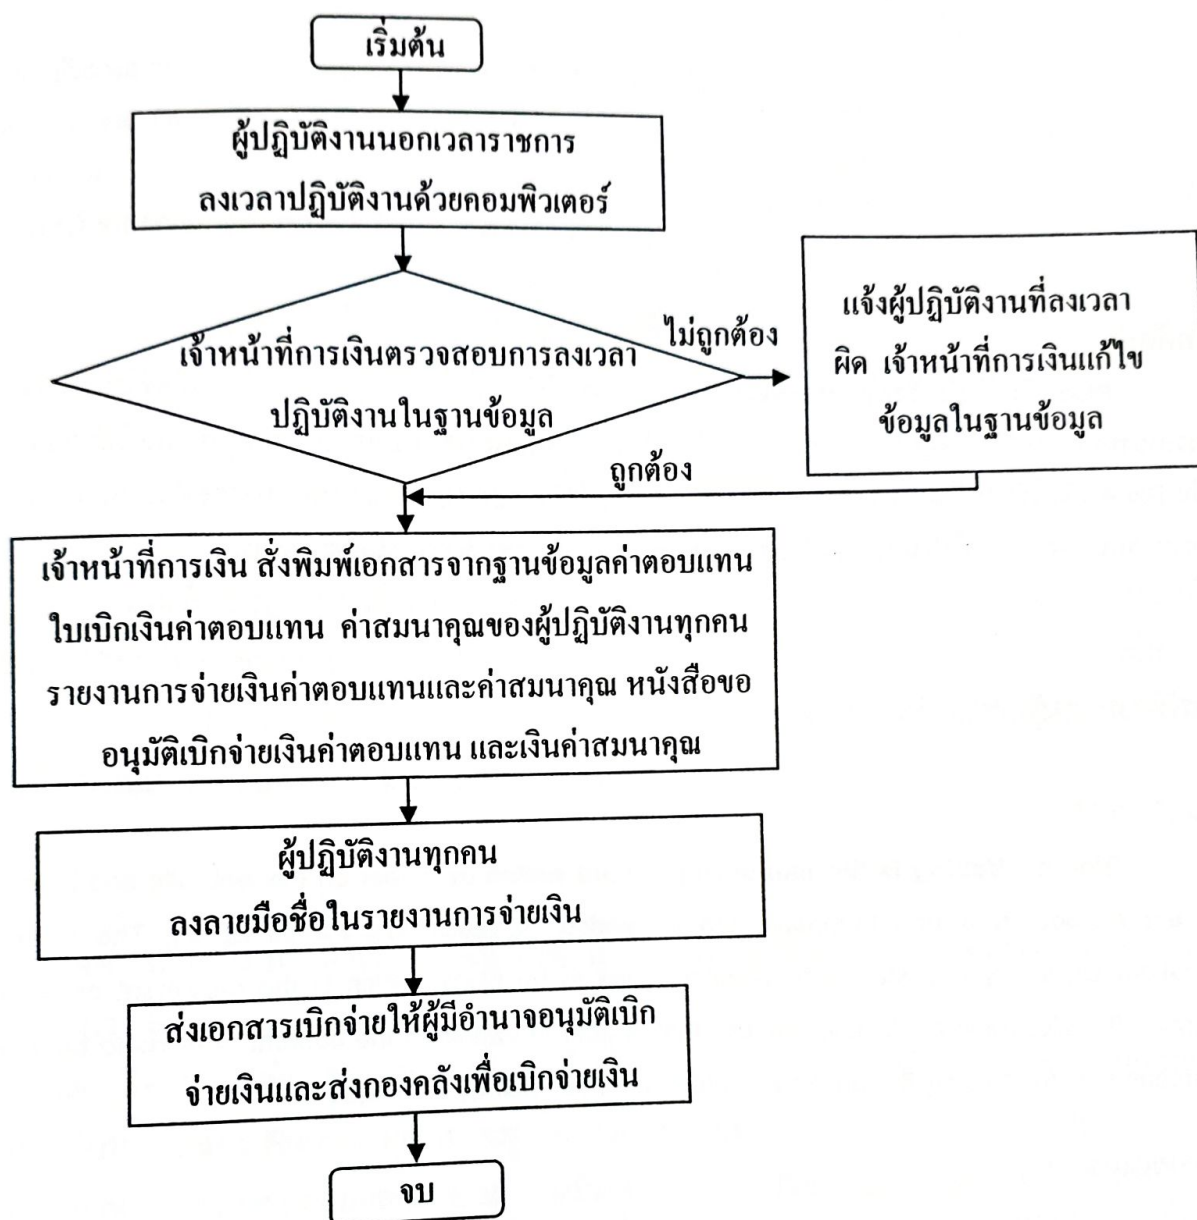 เริ่มต้น
ผู้ปฏิบัติงานนอกเวลาราชการ
ลงเวลาปฏิบัติงานด้วยคอมพิวเตอร์
เจ้าหน้าที่การเงินตรวจสอบการลงเวลา
ปฏิบัติงานในฐานข้อมูล
ไม่ถูกต้อง
แจ้งผู้ปฏิบัติงานที่ลงเวลา
ผิด เจ้าหน้าที่การเงินแก้ไข
ข้อมูลในฐานข้อมูล
ถูกต้อง
เจ้าหน้าที่การเงิน สั่งพิมพ์เอกสารจากฐานข้อมูลค่าตอบแทน
ใบเบิกเงินค่าตอบแทน ค่าสมนาคุณของผู้ปฏิบัติงานทุกคน
รายงานการจ่ายเงินค่าตอบแทนและค่าสมนาคุณ หนังสือขอ
อนุมัติเบิกจ่ายเงินค่าตอบแทน และเงินค่าสมนาคุณ
ผู้ปฏิบัติงานทุกคน
ลงลายมือชื่อในรายงานการจ่ายเงิน
ส่งเอกสารเบิกจ่ายให้ผู้มีอำนาจอนุมัติเบิก
จ่ายเงินและส่งกองคลังเพื่อเบิกจ่ายเงิน
จบ